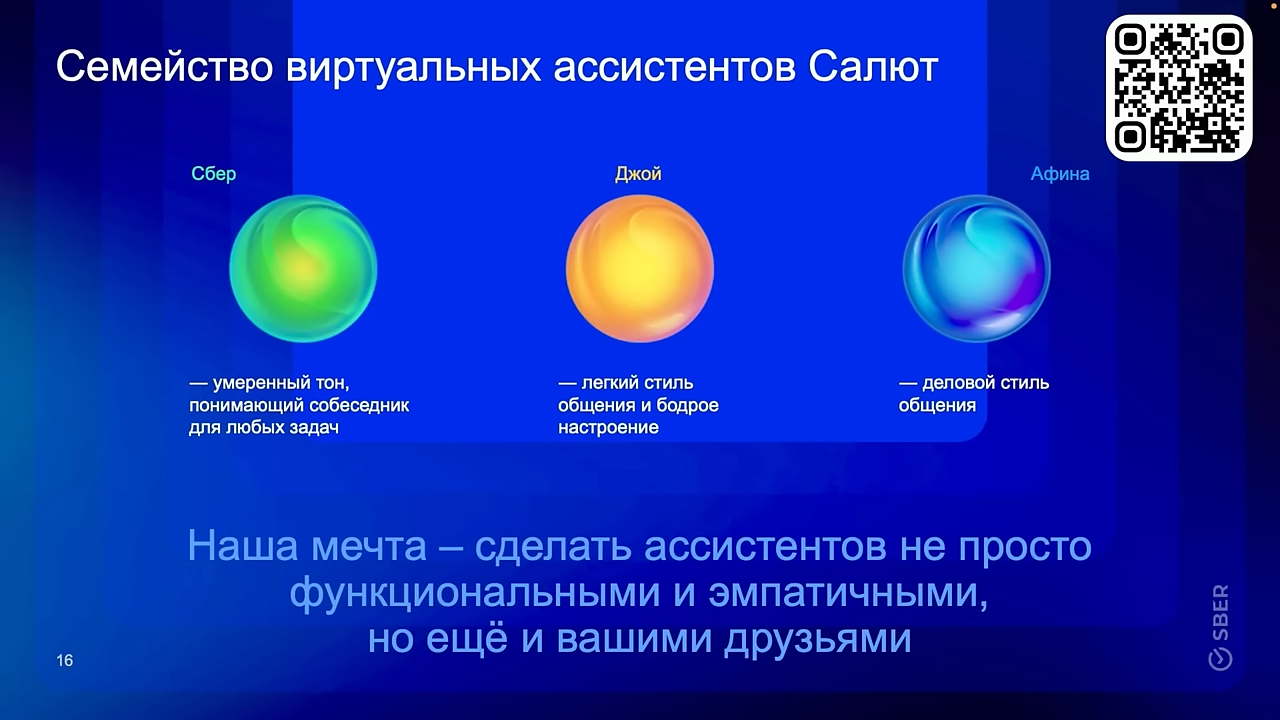 Семейство виртуальных ассистентов Салют
Сбер
Джой
Афина
— умеренный тон,
понимающий собеседник
для любых задач
— легкий стиль
общения и бодрое
настроение
— деловой стиль
общения
Наша мечта – сделать ассистентов не просто
функциональными и эмпатичными,
но ещё и вашими друзьями
16
SBER